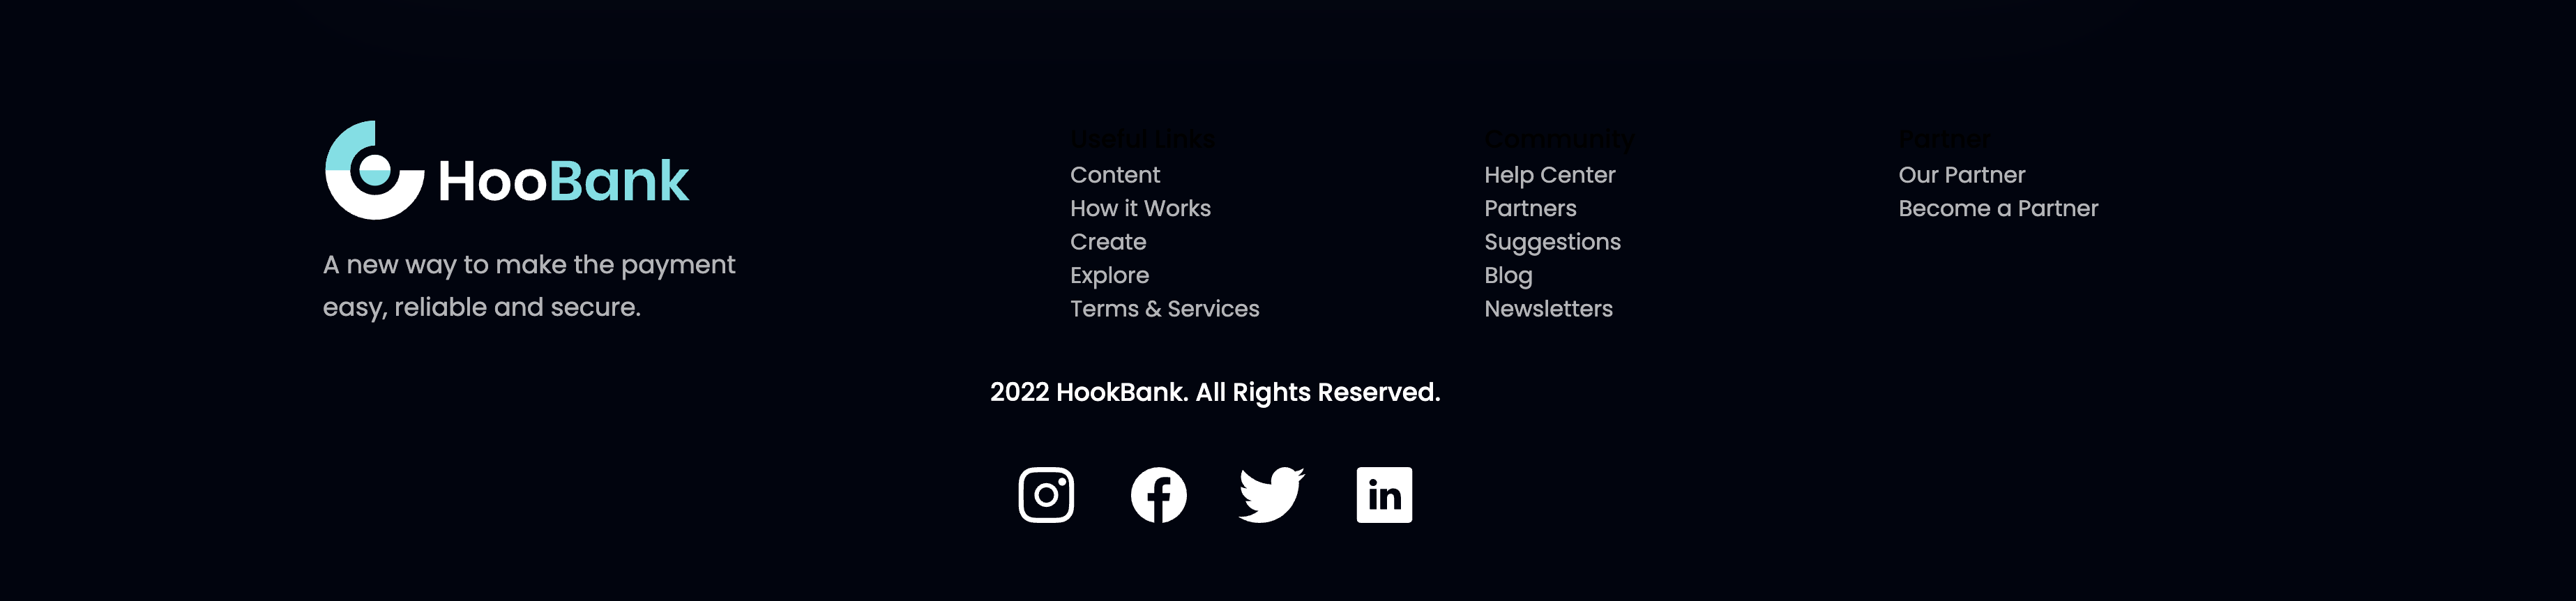 HooBank
A new way to make the payment
easy, reliable and secure.
Useful Links
Content
How it Works
Create
Explore
Terms & Services
Community
Help Center
Partners
Suggestions
Blog
Newsletters
Partner
Our Partner
Become a Partner
2022 HookBank. All Rights Reserved.